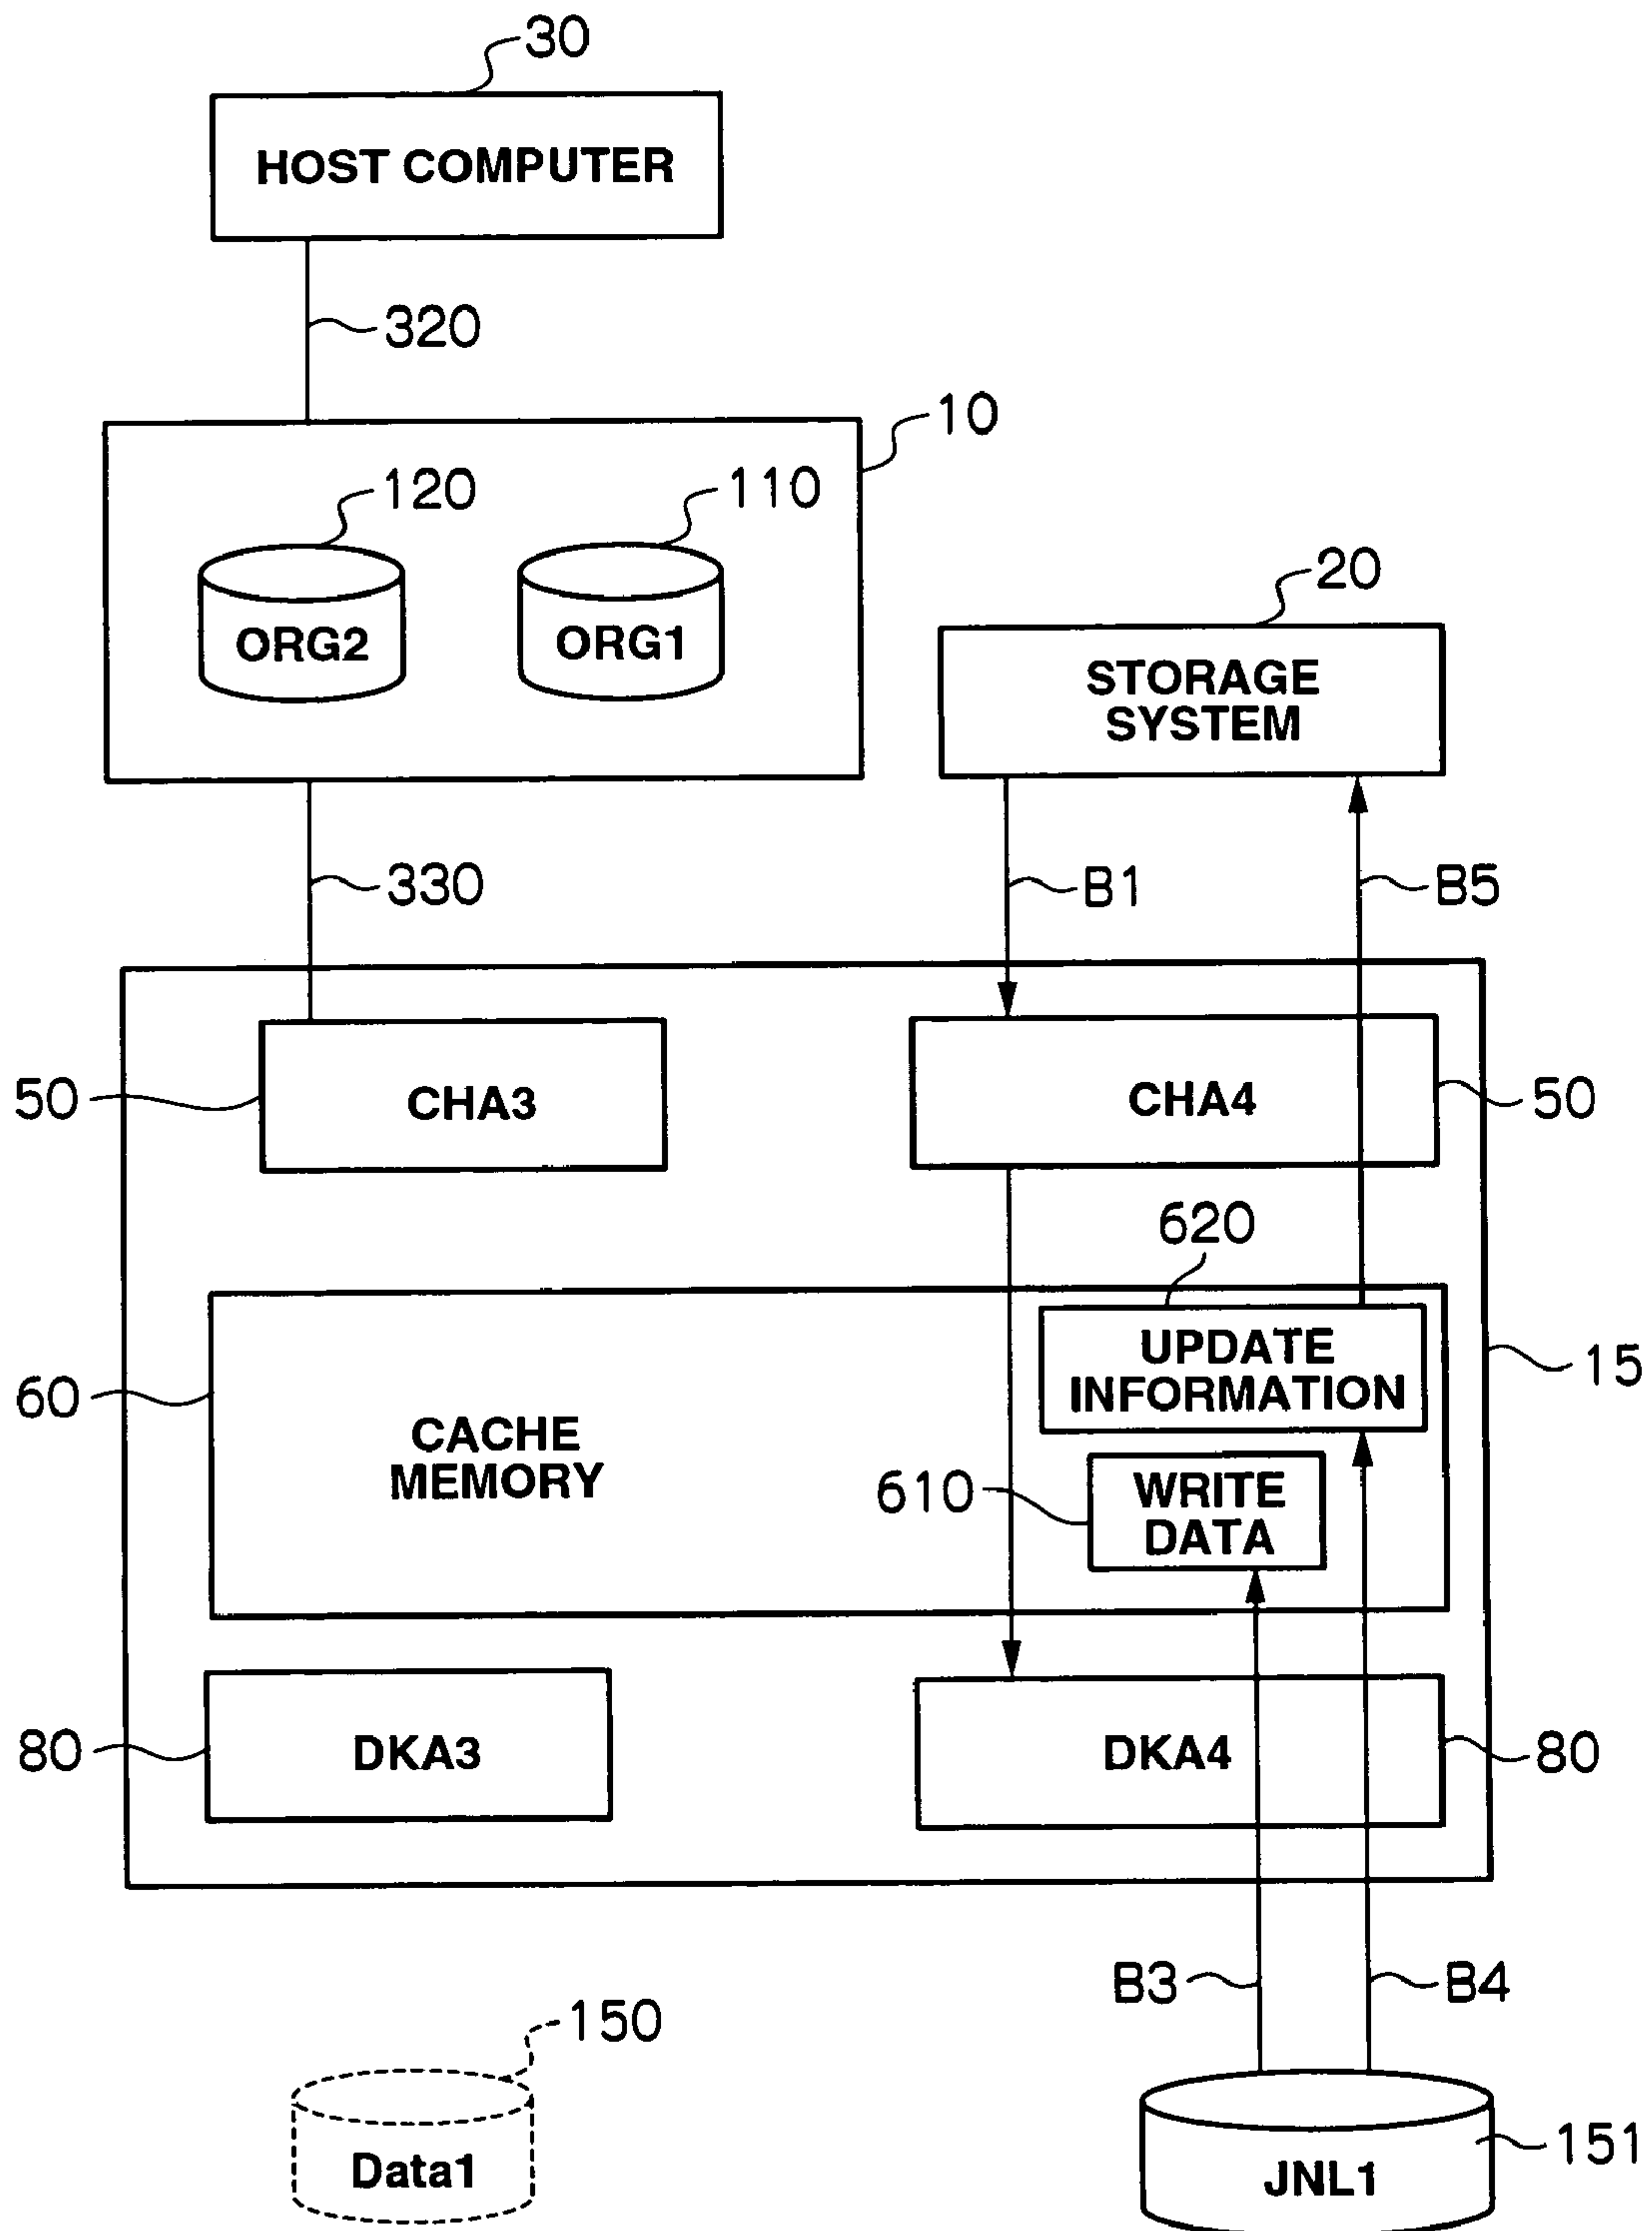 30
HOST COMPUTER
320
10
120
110
ORG2
ORG1
20
STORAGE
SYSTEM
330
B1
B5
50
CHA3
CHA4
50
620
UPDATE
INFORMATION
15
60
CACHE
MEMORY
610
WRITE
DATA
80
DKA3
DKA4
80
B3
B4
150
Data1
151
JNL1